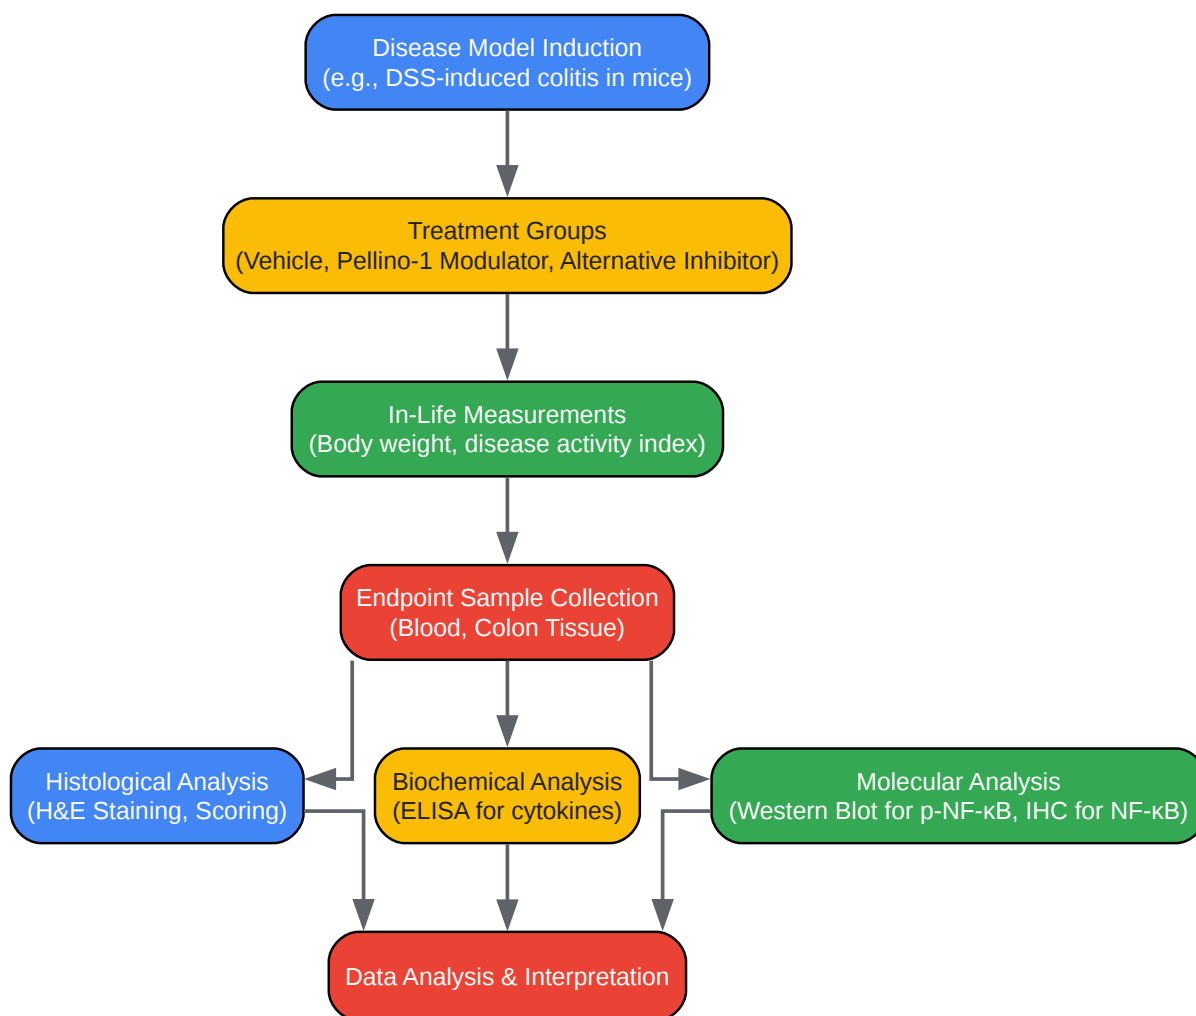 Disease Model Induction
(e.g., DSS-induced colitis in mice)
Treatment Groups
(Vehicle, Pellino-1 Modulator, Alternative Inhibitor)
In-Life Measurements
(Body weight, disease activity index)
Endpoint Sample Collection
(Blood, Colon Tissue)
Histological Analysis
(H&E Staining, Scoring)
Biochemical Analysis
(ELISA for cytokines)
Molecular Analysis
(Western Blot for p-NF-κB, IHC for NF-κB)
Data Analysis & Interpretation